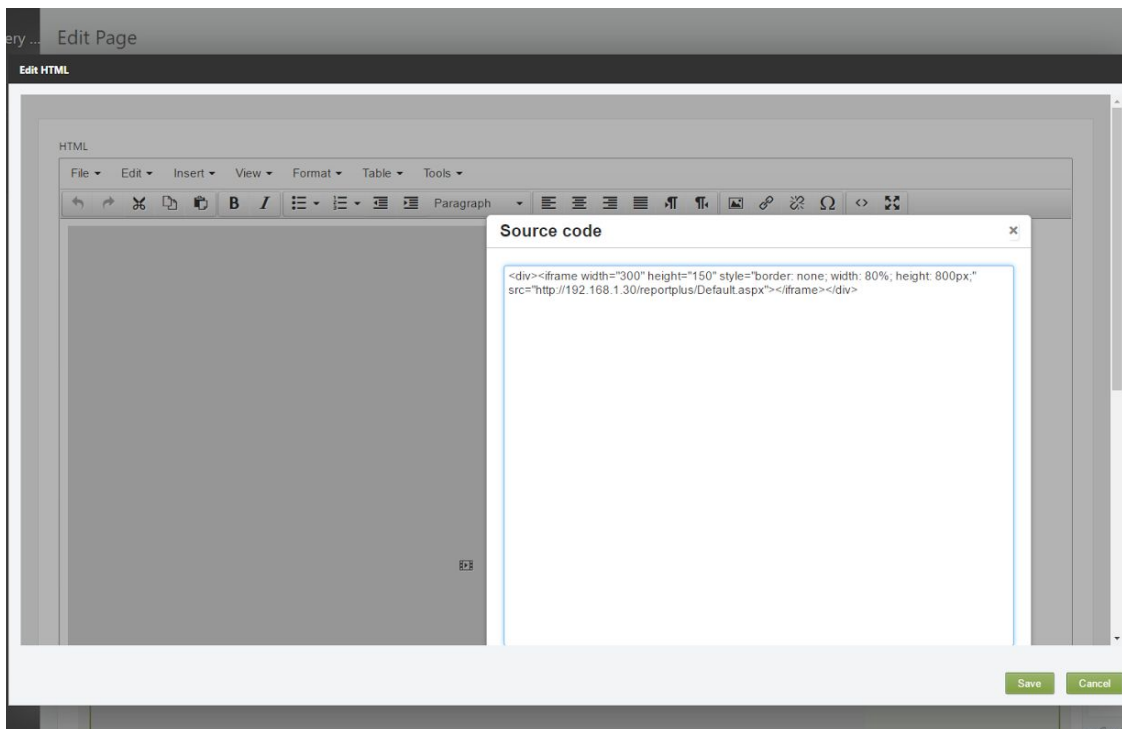 ery ... Edit Page
Edit HTML
HTML
File Edit Insert View Format Table Tools
B I Paragraph Ω <>
Source code ×
<div><iframe width="300" height="150" style="border: none; width: 80%; height: 800px;"
src="http://192.168.1.30/reportplus/Default.aspx"></iframe></div>
Save Cancel